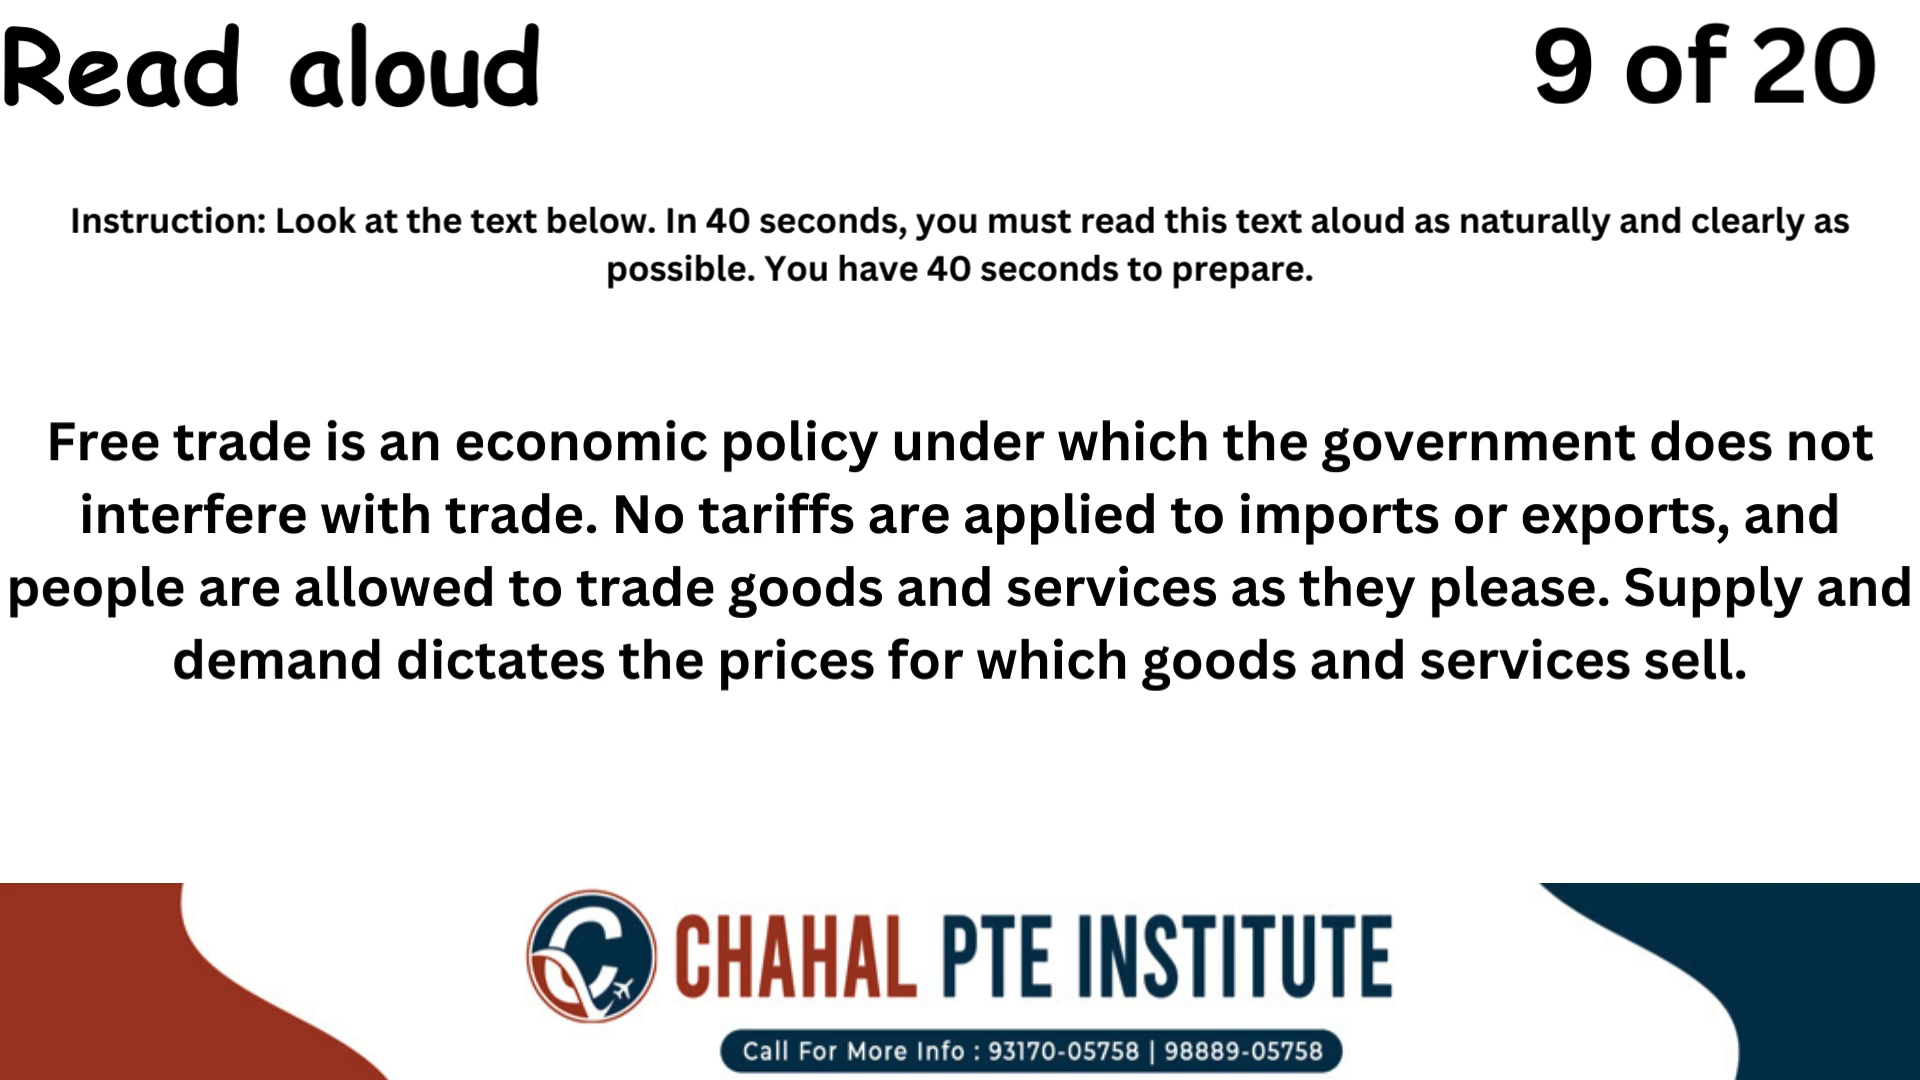 Read aloud
9 of 20
Instruction: Look at the text below. In 40 seconds, you must read this text aloud as naturally and clearly as
possible. You have 40 seconds to prepare.
Free trade is an economic policy under which the government does not
interfere with trade. No tariffs are applied to imports or exports, and
people are allowed to trade goods and services as they please. Supply and
demand dictates the prices for which goods and services sell.
CHAHAL PTE INSTITUTE
Call For More Info : 93170-05758 | 98889-05758